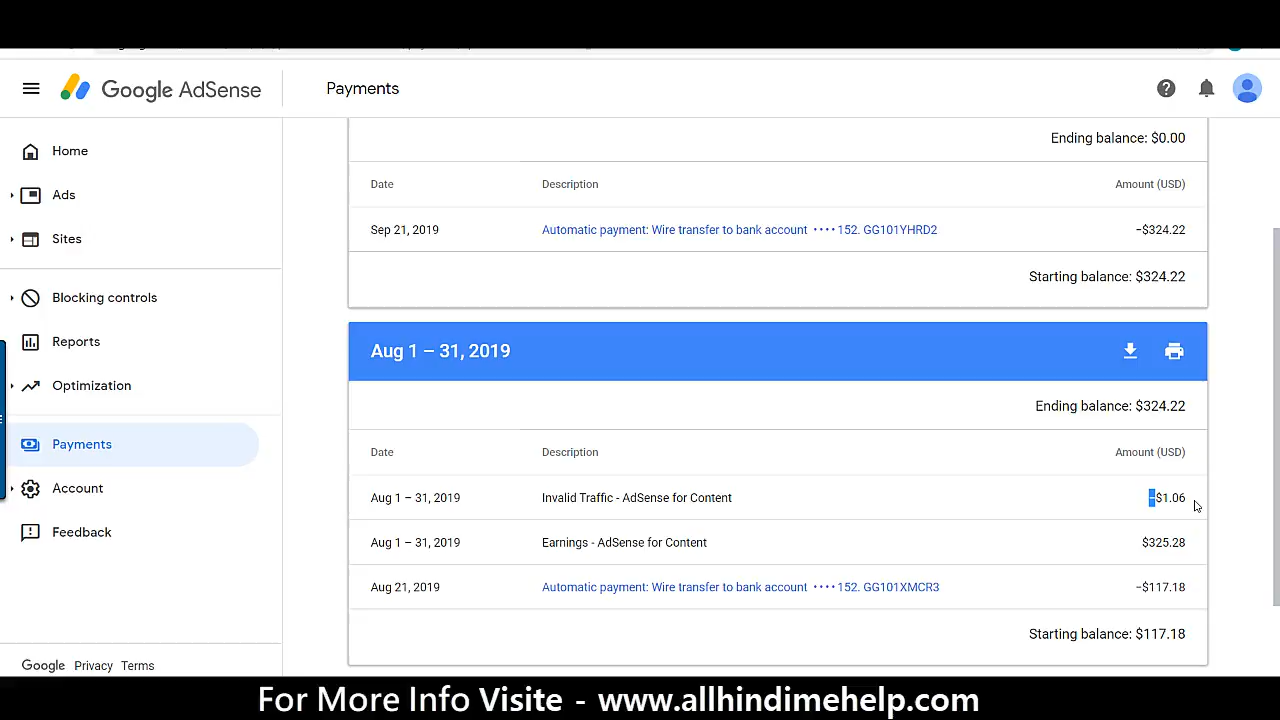 Google AdSense
Payments
Home
Ads
Sites
Blocking controls
Reports
Optimization
Payments
Account
Feedback
Google Privacy Terms
Ending balance: $0.00
Date Description Amount (USD)
Sep 21, 2019 Automatic payment: Wire transfer to bank account •••• 152. GG101YHRD2 −$324.22
Starting balance: $324.22
Aug 1 – 31, 2019
Ending balance: $324.22
Date Description Amount (USD)
Aug 1 – 31, 2019 Invalid Traffic - AdSense for Content −$1.06
Aug 1 – 31, 2019 Earnings - AdSense for Content $325.28
Aug 21, 2019 Automatic payment: Wire transfer to bank account •••• 152. GG101XMCR3 −$117.18
Starting balance: $117.18
For More Info Visite - www.allhindimehelp.com